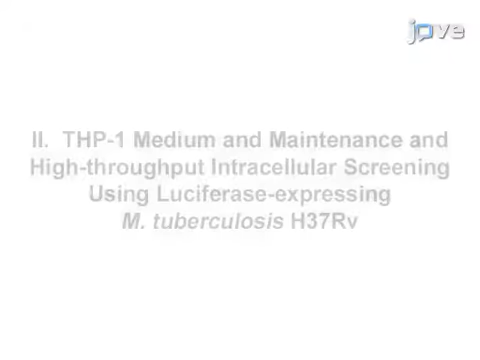 jove
II. THP-1 Medium and Maintenance and
High-throughput Intracellular Screening
Using Luciferase-expressing
M. tuberculosis H37Rv